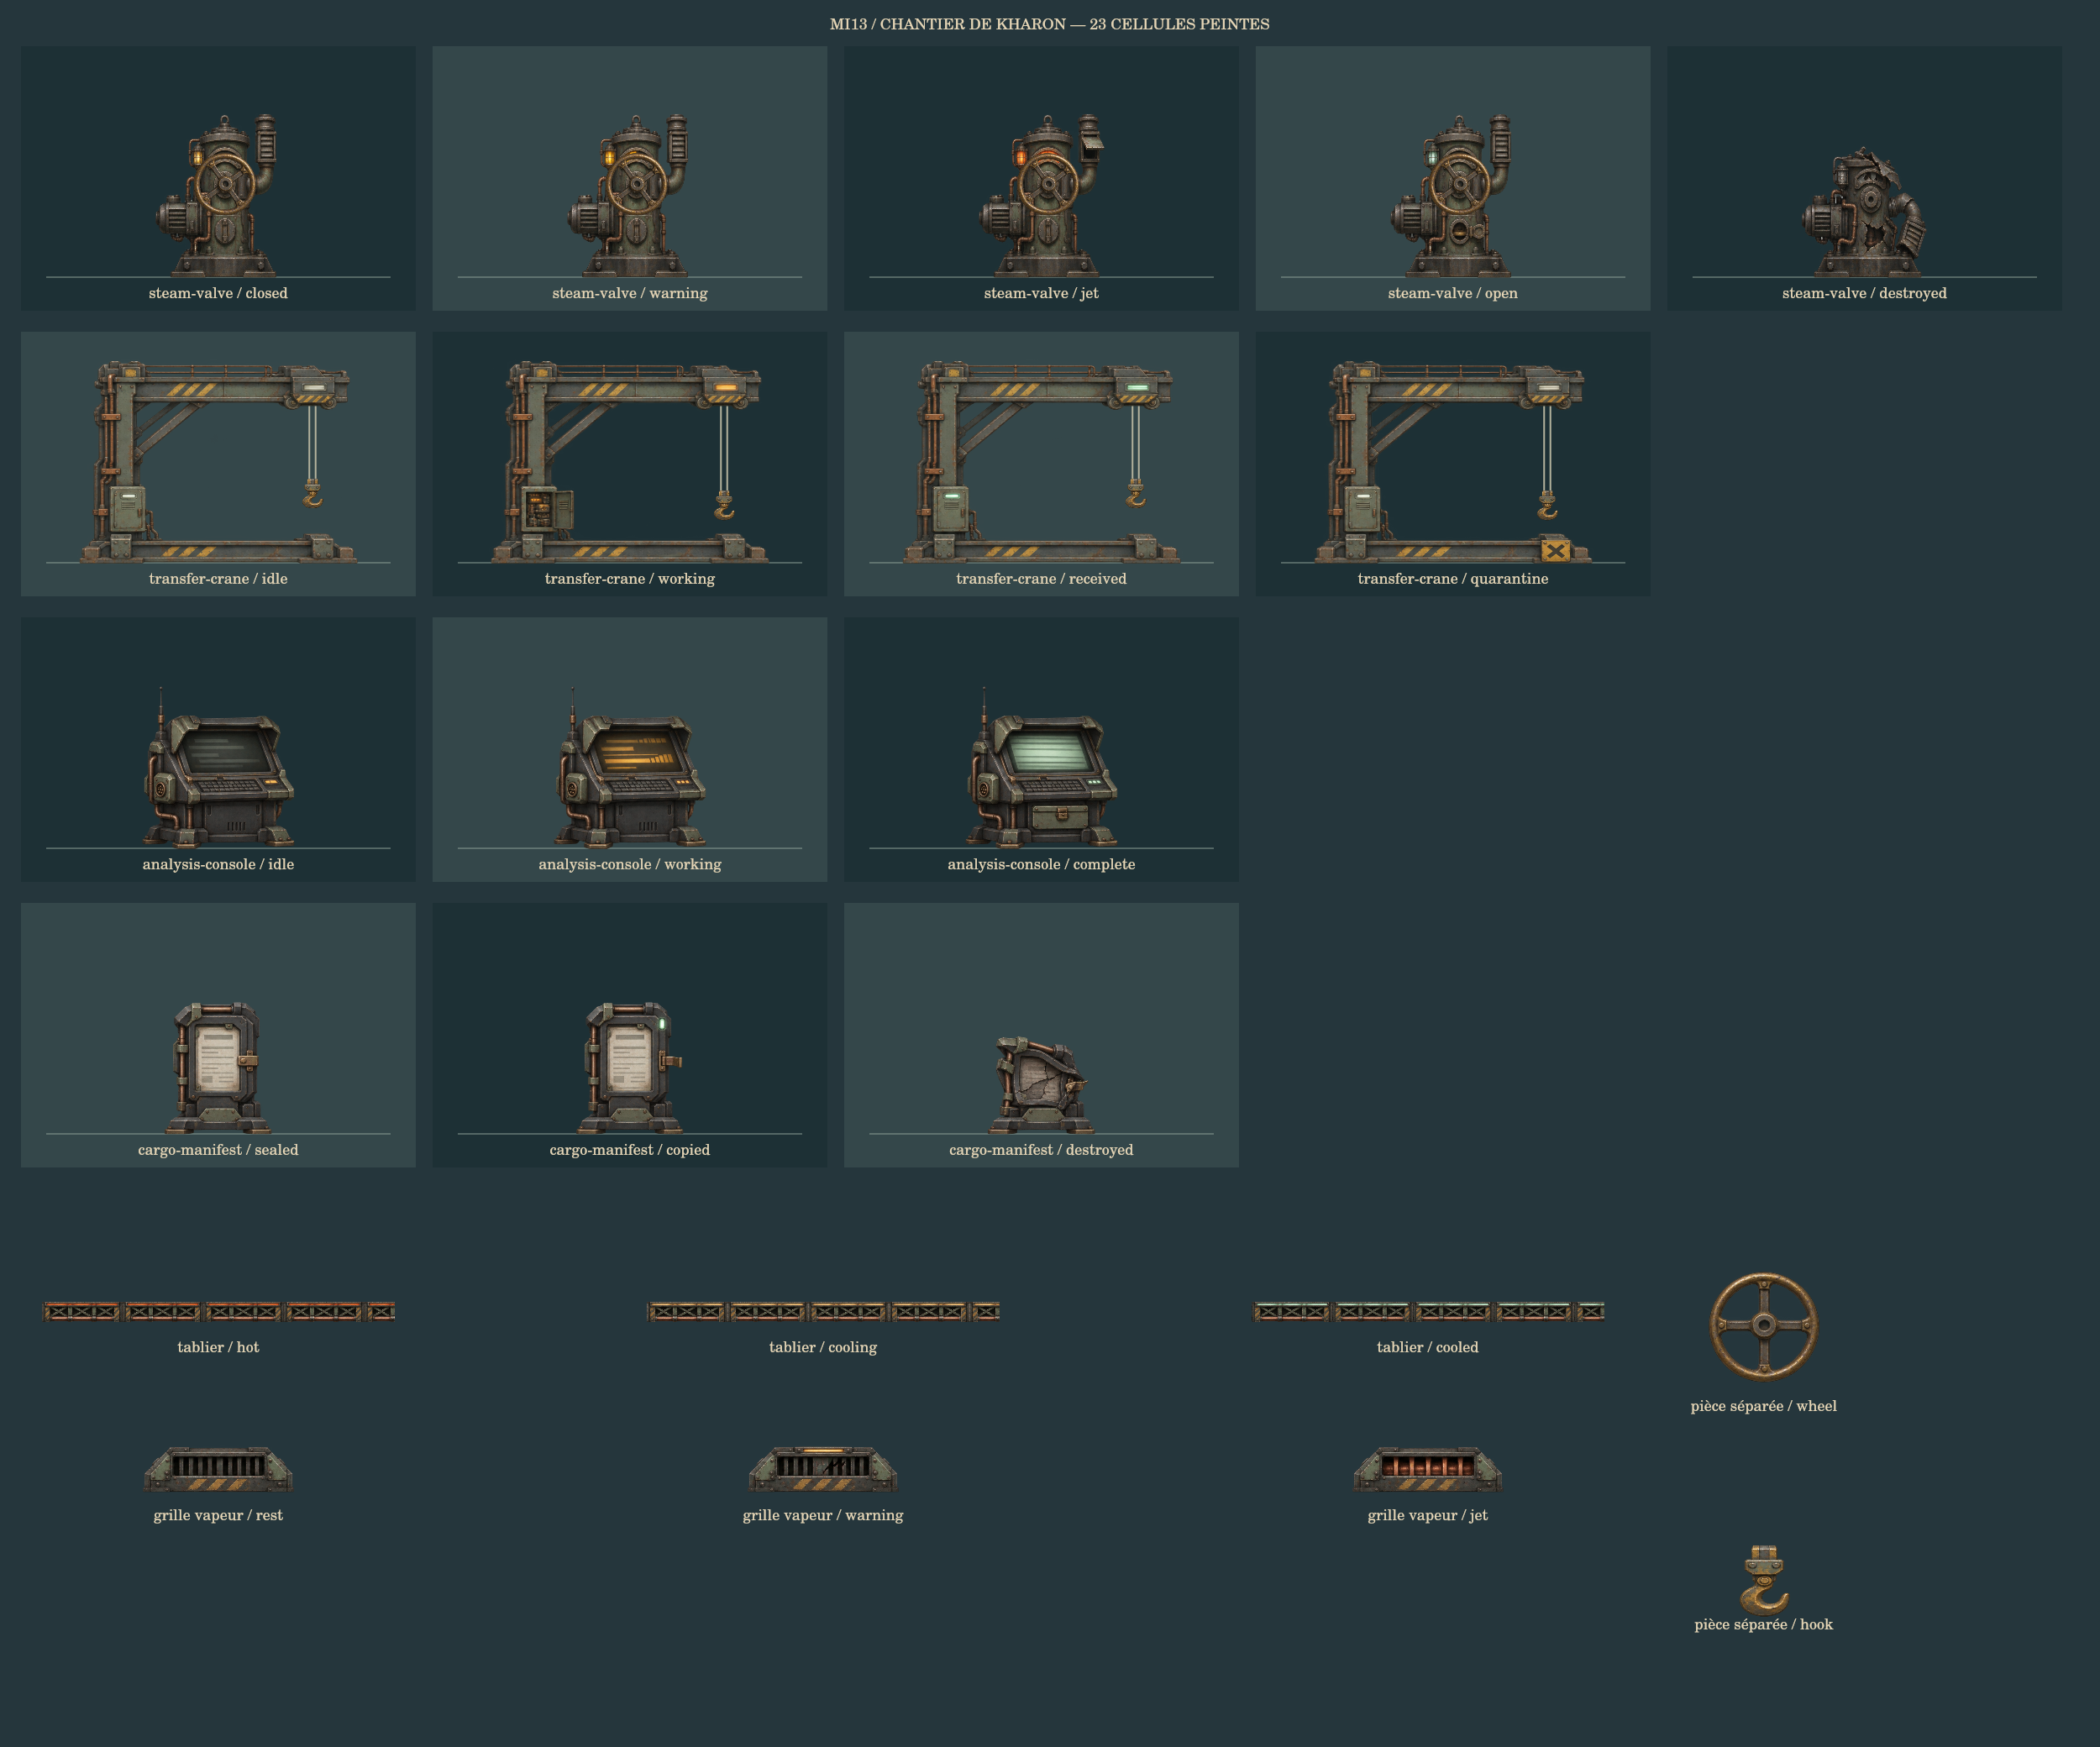 MI13 / CHANTIER DE KHARON — 23 CELLULES PEINTES
steam-valve / closed
steam-valve / warning
steam-valve / jet
steam-valve / open
steam-valve / destroyed
transfer-crane / idle
transfer-crane / working
transfer-crane / received
transfer-crane / quarantine
analysis-console / idle
analysis-console / working
analysis-console / complete
cargo-manifest / sealed
cargo-manifest / copied
cargo-manifest / destroyed
tablier / hot
tablier / cooling
tablier / cooled
pièce séparée / wheel
grille vapeur / rest
grille vapeur / warning
grille vapeur / jet
pièce séparée / hook